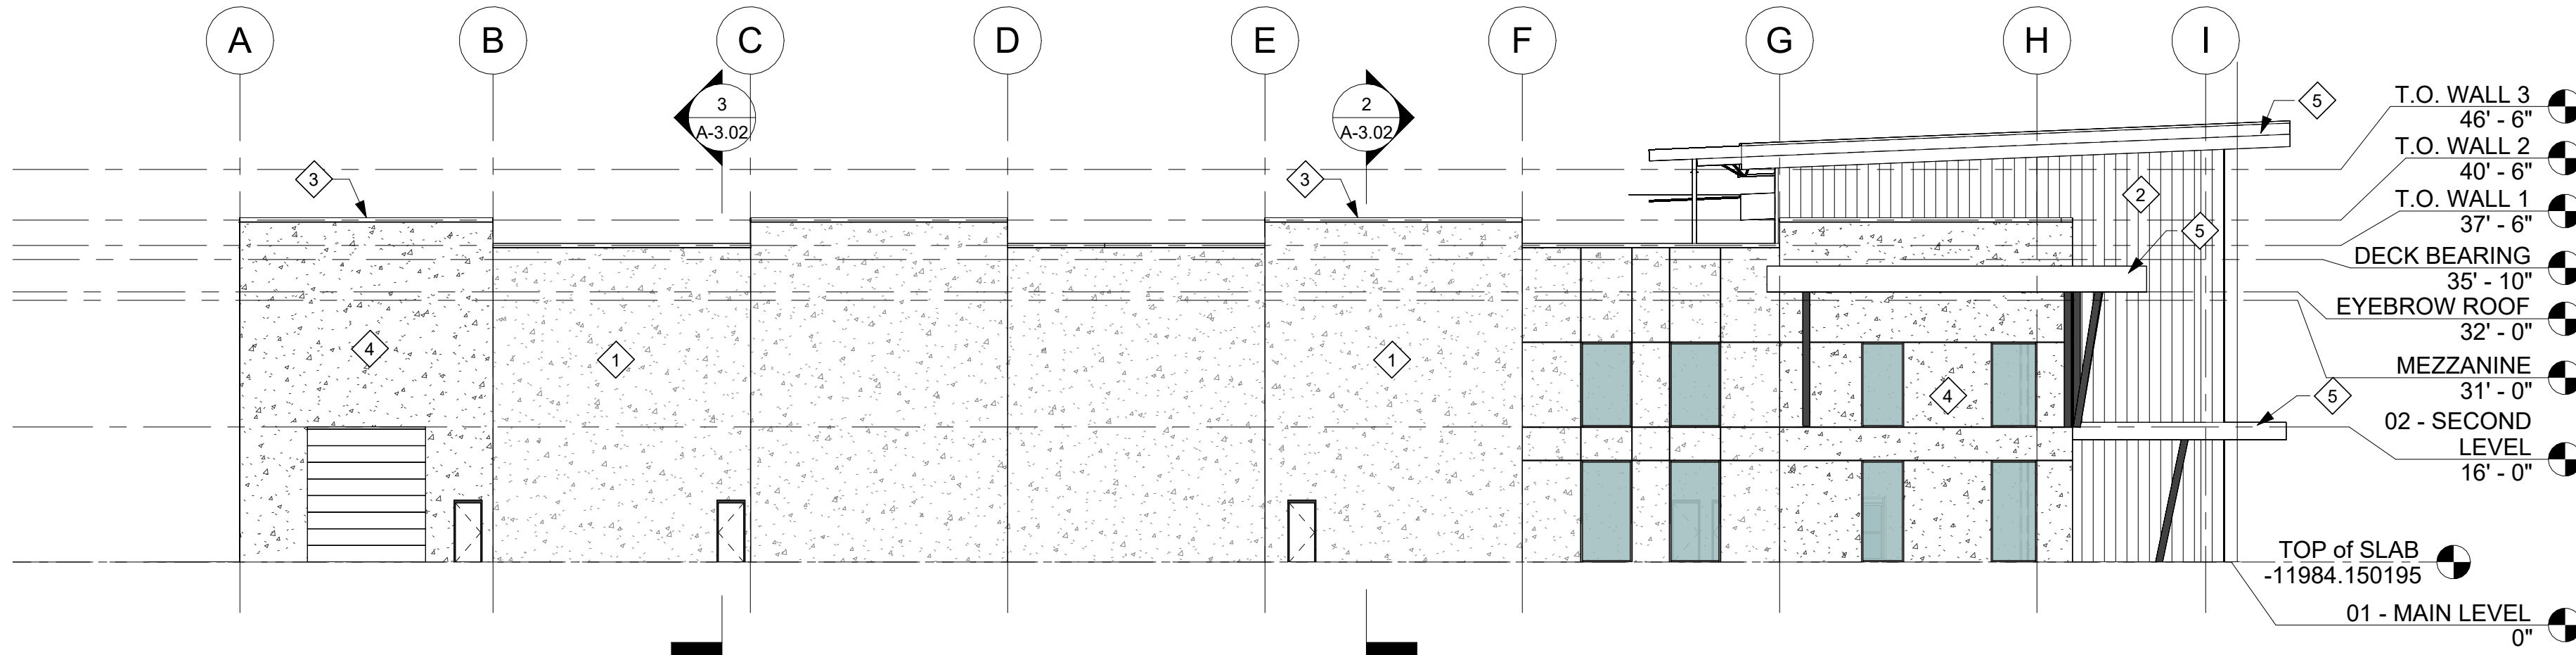 A
B
C
D
E
F
G
H
I
3
A-3.02
2
A-3.02
3
3
5
2
5
4
1
1
4
5
T.O. WALL 3
46' - 6"
T.O. WALL 2
40' - 6"
T.O. WALL 1
37' - 6"
DECK BEARING
35' - 10"
EYEBROW ROOF
32' - 0"
MEZZANINE
31' - 0"
02 - SECOND
LEVEL
16' - 0"
TOP of SLAB
-11984.150195
01 - MAIN LEVEL
0"